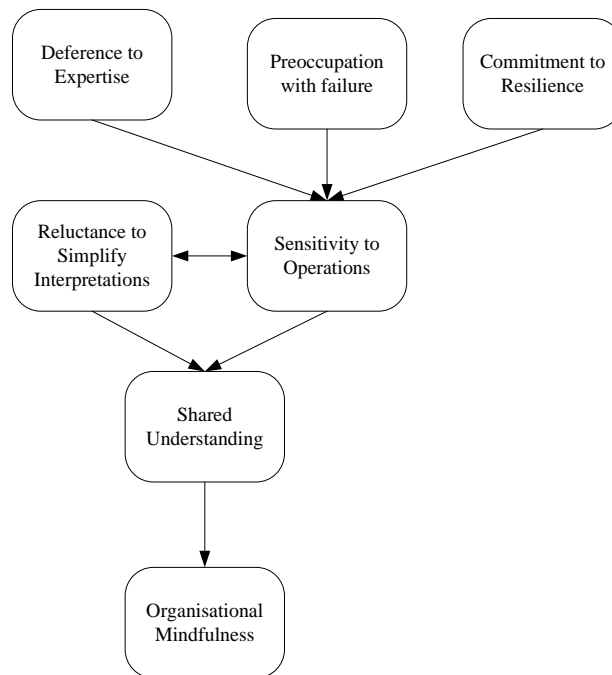 Deference to
Expertise
Preoccupation
with failure
Commitment to
Resilience
Reluctance to
Simplify
Interpretations
Sensitivity to
Operations
Shared
Understanding
Organisational
Mindfulness